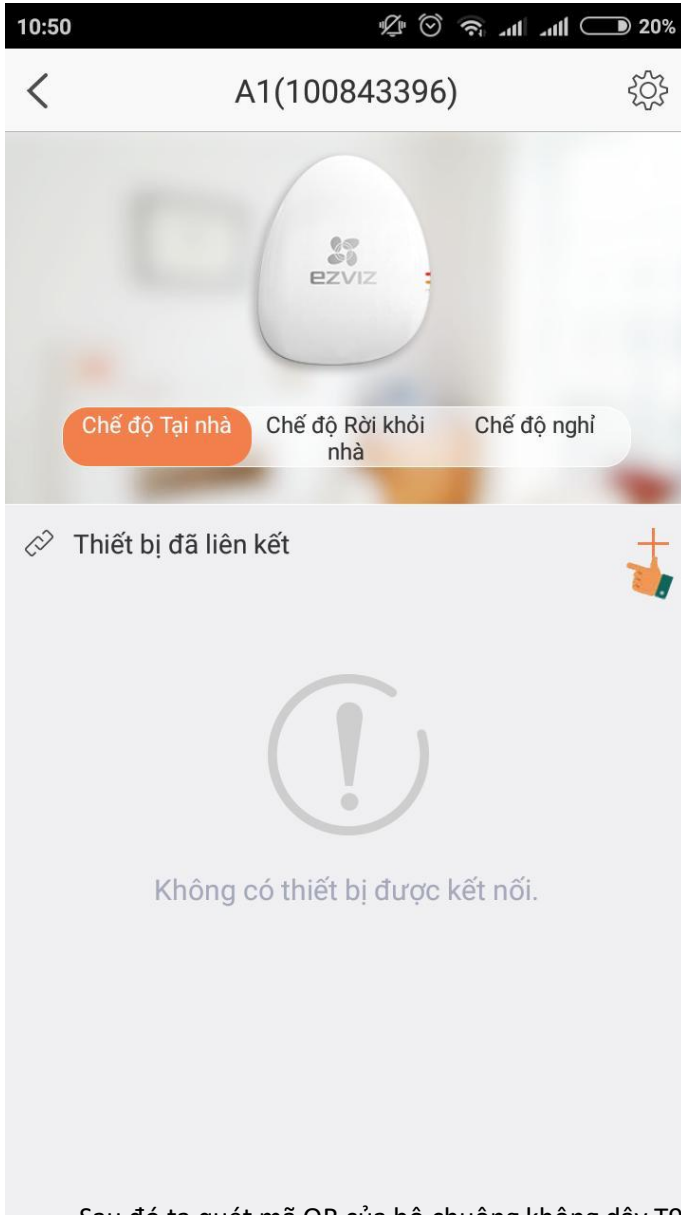 10:50
20%
A1(100843396)
ezviz
Chế độ Tại nhà
Chế độ Rời khỏi
nhà
Chế độ nghỉ
Thiết bị đã liên kết
Không có thiết bị được kết nối.
Sau đó ta quét mã QR của bộ chuông không dây